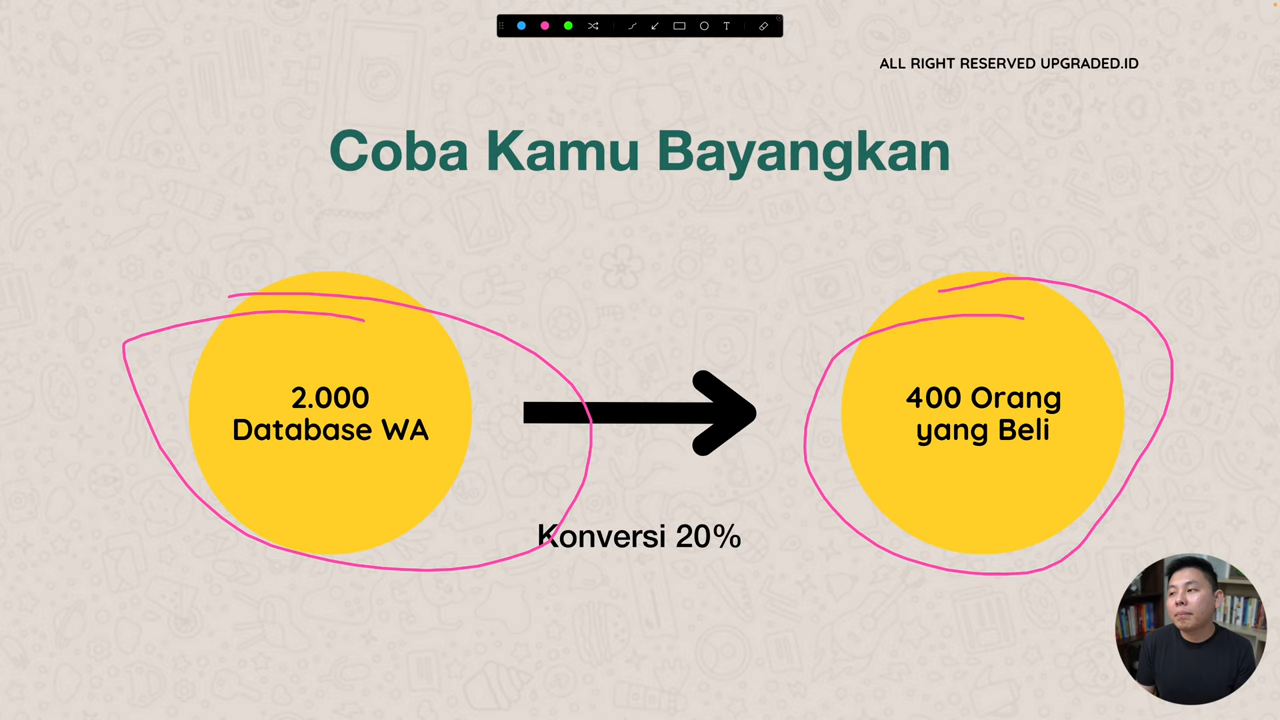 ALL RIGHT RESERVED UPGRADED.ID
Coba Kamu Bayangkan
2.000
Database WA
400 Orang
yang Beli
Konversi 20%